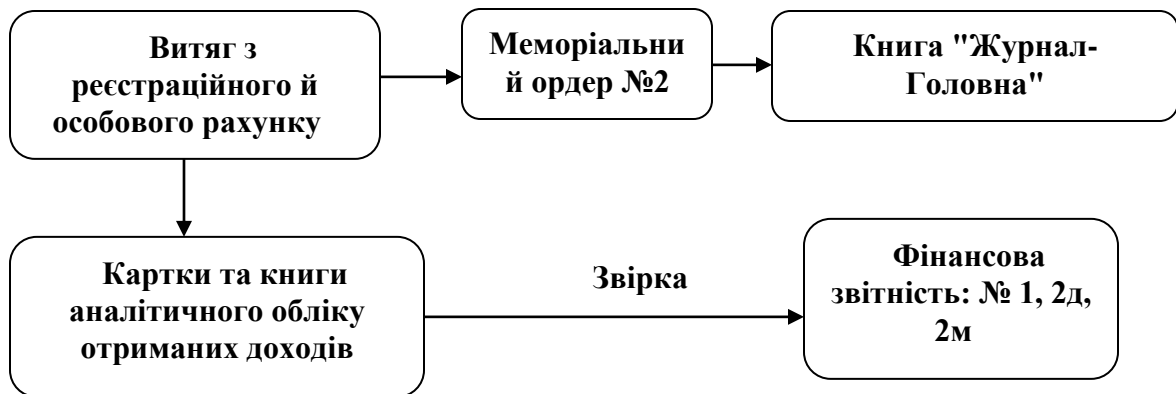 Витяг з
реєстраційного й
особового рахунку
Меморіальни
й ордер №2
Книга "Журнал-
Головна"
Картки та книги
аналітичного обліку
отриманих доходів
Звірка
Фінансова
звітність: № 1, 2д,
2м